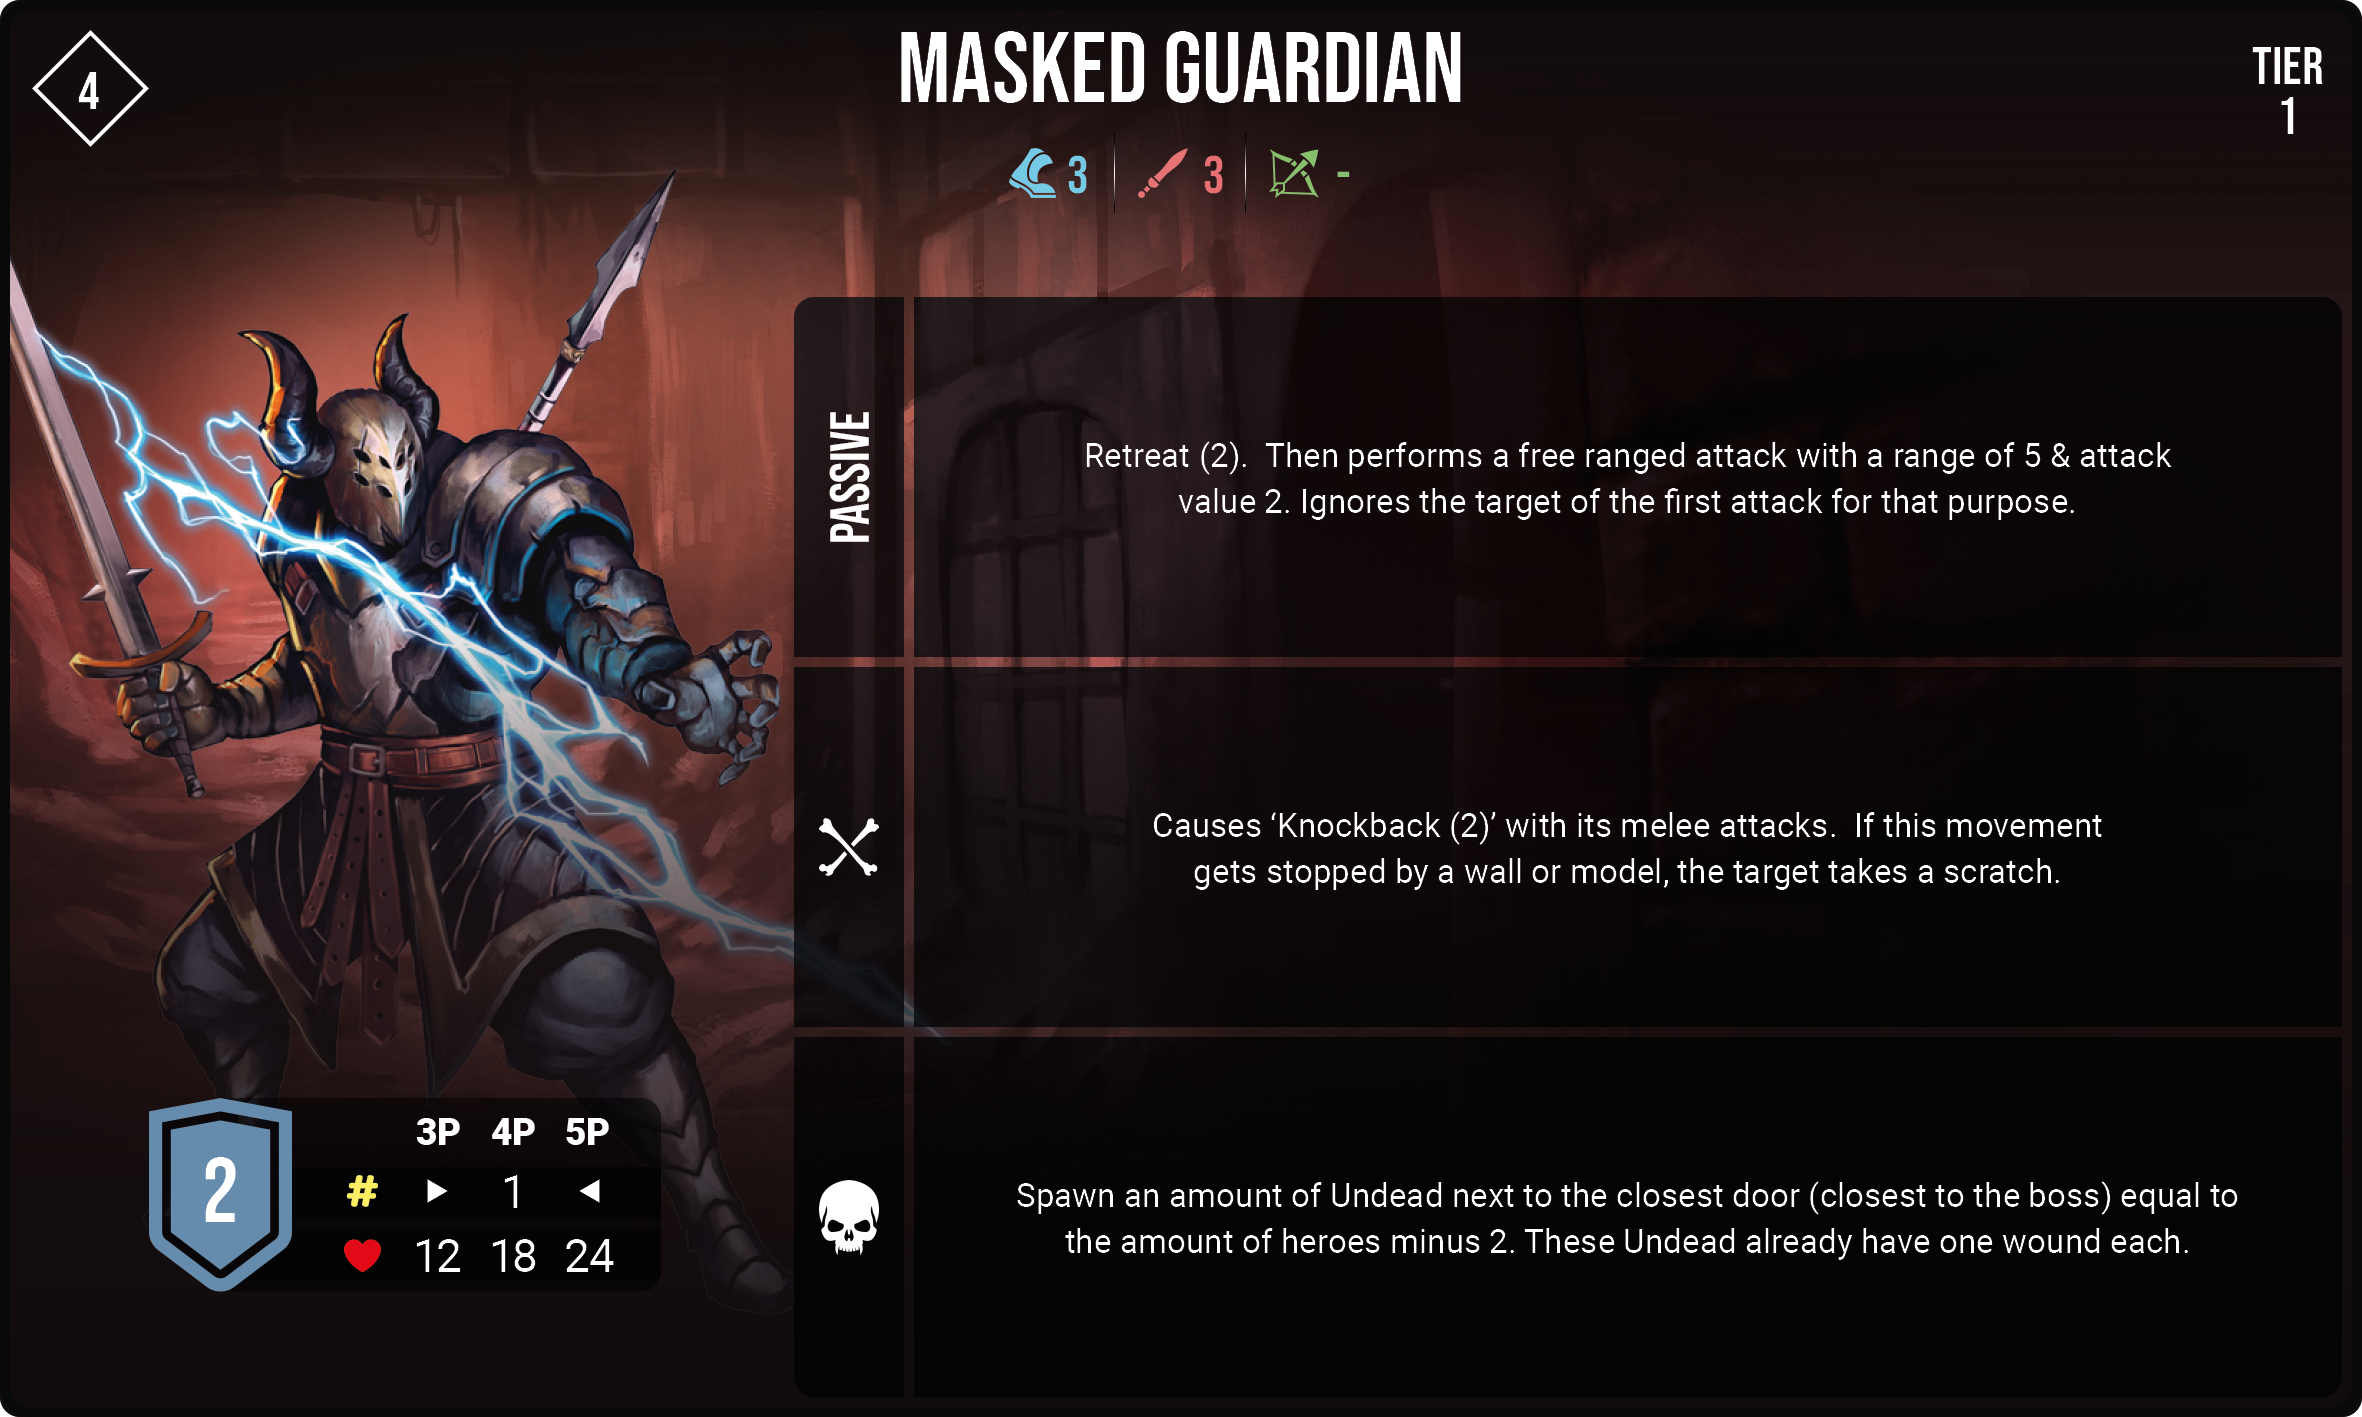 4
MASKED GUARDIAN
TIER
1
3 3 -
PASSIVE
Retreat (2).  Then performs a free ranged attack with a range of 5 & attack
value 2. Ignores the target of the first attack for that purpose.
Causes ‘Knockback (2)’ with its melee attacks.  If this movement
gets stopped by a wall or model, the target takes a scratch.
Spawn an amount of Undead next to the closest door (closest to the boss) equal to
the amount of heroes minus 2. These Undead already have one wound each.
2
3P 4P 5P
# ▶ 1 ◀
12 18 24